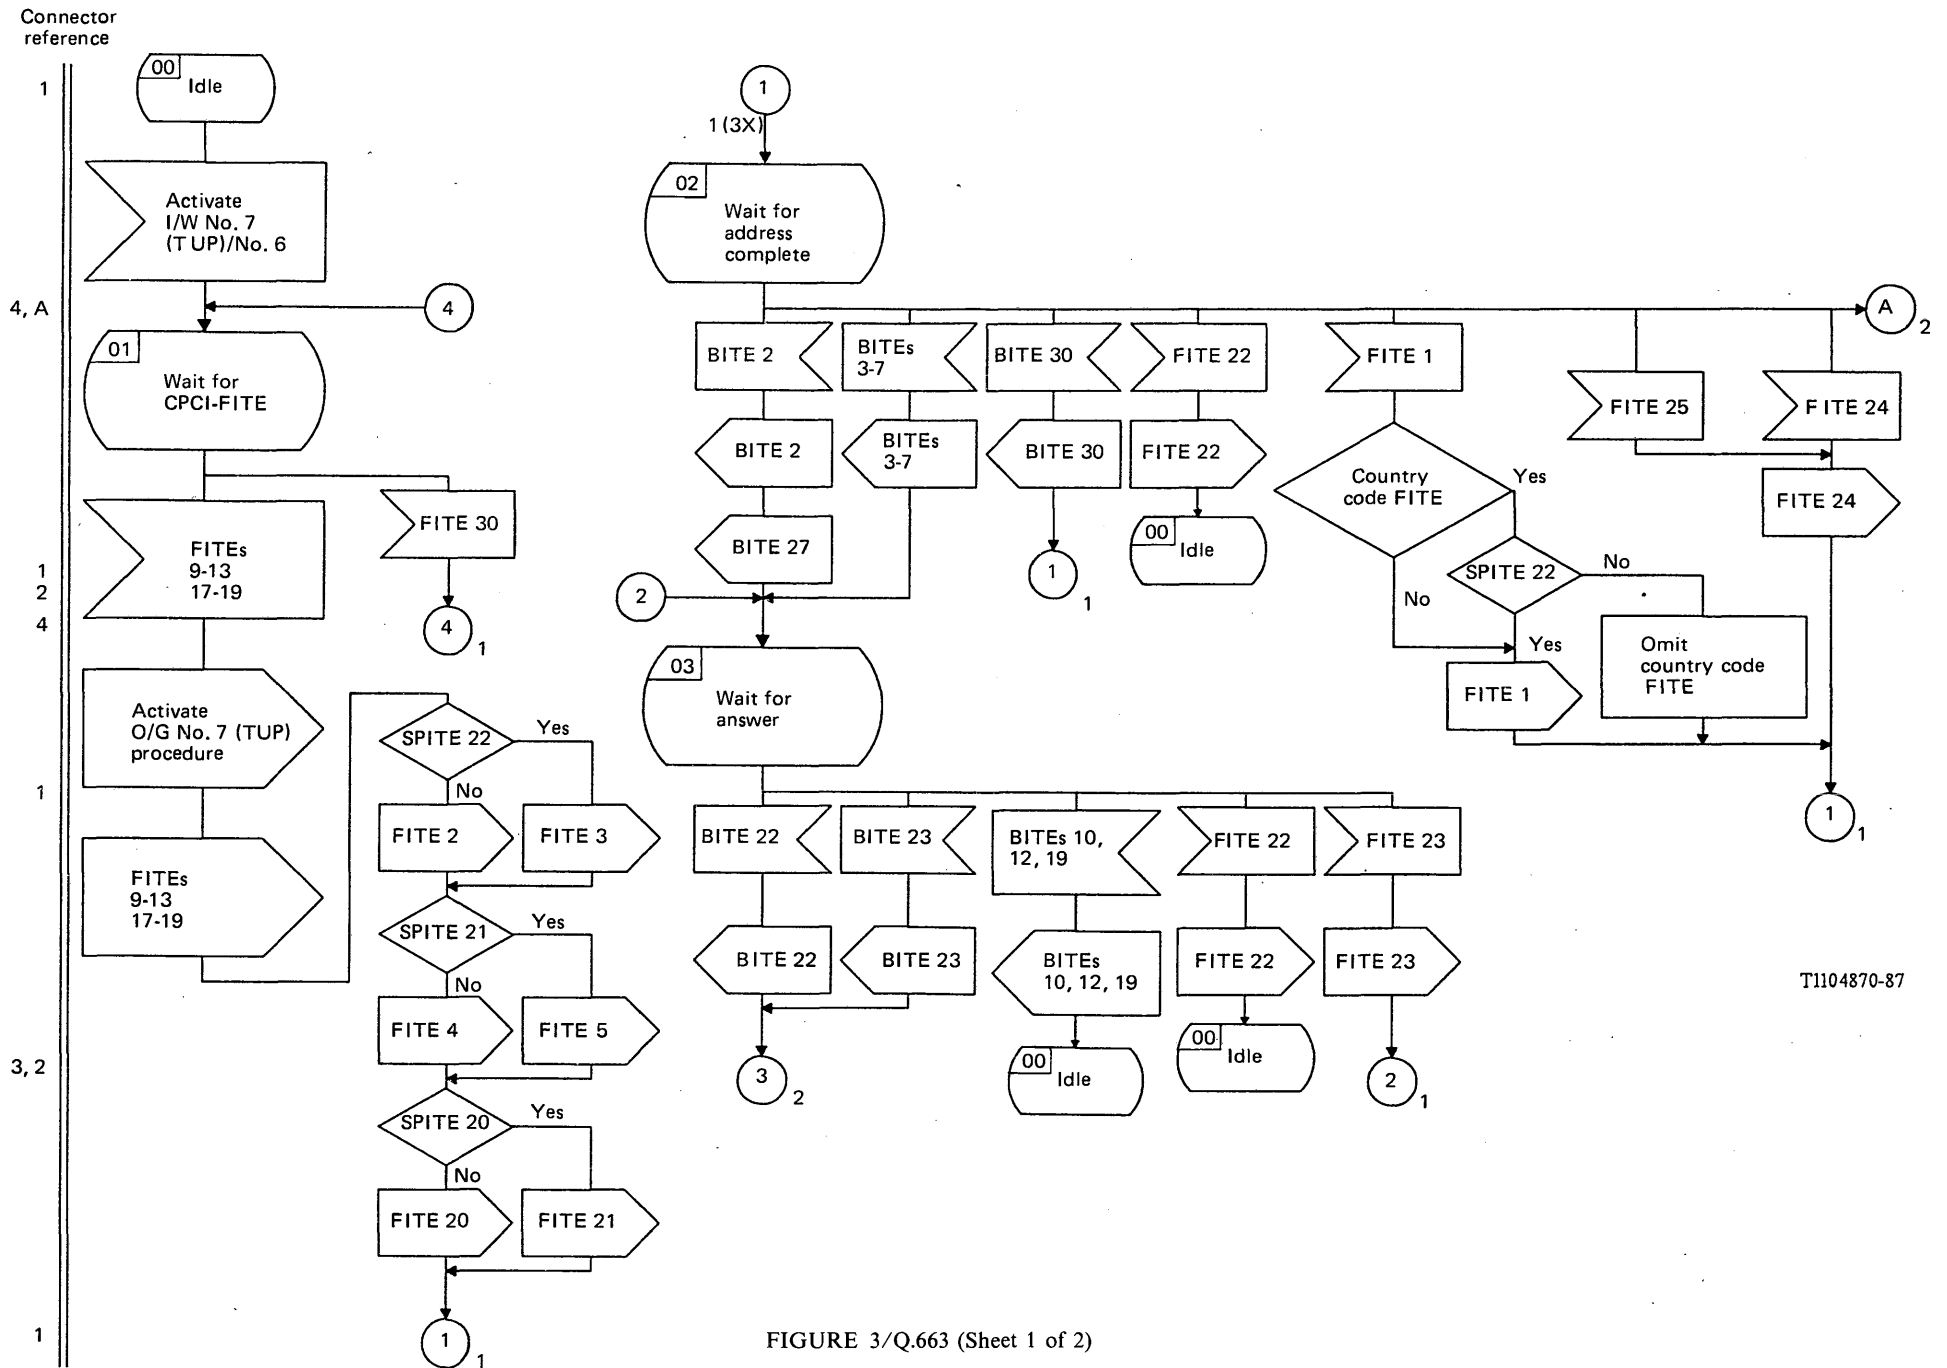 Connector
reference
1
4, A
1
2
4
1
3, 2
1
00
Idle
Activate
I/W No. 7
(TUP)/No. 6
4
01
Wait for
CPCI-FITE
FITEs
9-13
17-19
FITE 30
4
1
Activate
O/G No. 7 (TUP)
procedure
FITEs
9-13
17-19
SPITE 22
Yes
No
FITE 2
FITE 3
SPITE 21
Yes
No
FITE 4
FITE 5
SPITE 20
Yes
No
FITE 20
FITE 21
1
1
1
1 (3X)
02
Wait for
address
complete
A
2
BITE 2
BITEs
3-7
BITE 30
FITE 22
FITE 1
FITE 25
FITE 24
BITE 2
BITEs
3-7
BITE 30
FITE 22
Country
code FITE
Yes
FITE 24
BITE 27
1
1
00
Idle
No
SPITE 22
No
Yes
Omit
country code
FITE
FITE 1
1
1
2
03
Wait for
answer
BITE 22
BITE 23
BITEs 10,
12, 19
FITE 22
FITE 23
BITE 22
BITE 23
BITEs
10, 12, 19
FITE 22
FITE 23
3
2
00
Idle
00
Idle
2
1
T1104870-87
FIGURE 3/Q.663 (Sheet 1 of 2)